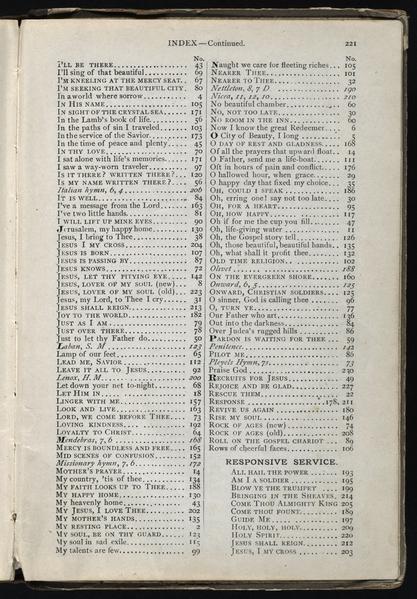 INDEX—Continued.
221
No.
I'LL BE THERE 43
I'll sing of that beautiful 69
I'M KNEELING AT THE MERCY SEAT. 67
I'M SEEKING THAT BEAUTIFUL CITY. 80
In a world where sorrow 4
IN HIS NAME 105
IN SIGHT OF THE CRYSTAL SEA 171
In the Lamb's book of life 56
In the paths of sin I traveled 103
In the service of the Savior 173
In the time of peace and plenty 45
IN THY LOVE 70
I sat alone with life's memories 171
I saw a way-worn traveler 97
IS IT THERE? WRITTEN THERE? 120
IS MY NAME WRITTEN THERE? 56
Italian hymn, 6, 4 206
IT IS WELL 84
I've a message from the Lord 163
I've two little hands 81
I WILL LIFT UP MINE EYES 90
Jerusalem, my happy home 130
Jesus, I bring to Thee 38
JESUS I MY CROSS 204
JESUS IS BORN 107
JESUS IS PASSING BY 87
JESUS KNOWS 72
JESUS, LET THY PITYING EYE 142
JESUS, LOVER OF MY SOUL (new) 8
JESUS, LOVER OF MY SOUL (old) 223
Jesus, my Lord, to Thee I cry 31
JESUS SHALL REIGN 213
JOY TO THE WORLD 182
JUST AS I AM 79
JUST OVER THERE 78
Just to let thy Father do 50
Laban, S. M 123
Lamp of our feet 65
LEAD ME, SAVIOR 112
LEAVE IT ALL TO JESUS 92
Lenox, H. M. 200
Let down your net to-night 68
LET HIM IN 18
LINGER WITH ME 157
LOOK AND LIVE 163
LORD, WE COME BEFORE THEE 73
LOVING KINDNESS 192
LOYALTY TO CHRIST 64
Mendebras, 7, 6 168
MERCY IS BOUNDLESS AND FREE 165
MID SCENES OF CONFUSION 152
Missionary hymn, 7, 6 172
MOTHER'S PRAYER 14
My country, 'tis of thee 134
MY FAITH LOOKS UP TO THEE 188
MY HAPPY HOME 130
My heavenly home 43
MY JESUS, I LOVE THEE 202
MY MOTHER'S HANDS 135
MY RESTING PLACE 2
MY SOUL, BE ON THY GUARD 123
My soul in sad exile 115
My talents are few 99
No.
Naught we care for fleeting riches 105
NEARER THEE 101
NEARER TO THEE 32
Nettleton, 8, 7 D 190
Nicea, 11, 12, 10 210
No beautiful chamber 60
NO, NOT TOO LATE 30
NO ROOM IN THE INN 60
Now I know the great Redeemer 6
O City of Beauty, I long 5
O DAY OF REST AND GLADNESS 168
Of all the prayers that upward float 14
O Father, send me a life-boat 111
Oft in hours of pain and conflict 176
O hallowed hour, when grace 29
O happy day that fixed my choice 35
OH, COULD I SPEAK 186
Oh, erring one! say not too late 30
OH, FOR A HEART 95
OH, HOW HAPPY 117
Oh if for me the cup you fill 47
Oh, life-giving water 11
Oh, the Gospel story tell 126
Oh, those beautiful, beautiful hands. 135
Oh, what shall it profit thee 132
OLD TIME RELIGION 102
Olivet 188
ON THE EVERGREEN SHORE 160
Onward, 6, 5 125
ONWARD, CHRISTIAN SOLDIERS 125
O sinner, God is calling thee 96
O, TURN YE 77
Our Father who art 136
Out into the darkness 84
Over Judea's rugged hills 86
PARDON IS WAITING FOR THEE 59
Penitence 142
PILOT ME 86
Pleyels Hymn, 7s. 73
Praise God 230
RECRUITS FOR JESUS 49
REJOICE AND BE GLAD 227
RESCUE THEM 22
RESPONSE 178, 211
REVIVE US AGAIN 180
RISE MY SOUL 146
ROCK OF AGES (new) 74
ROCK OF AGES (old) 208
ROLL ON THE GOSPEL CHARIOT 89
Rows of cheerful faces 106
RESPONSIVE SERVICE.
ALL HAIL THE POWER 193
AM I A SOLDIER 195
BLOW YE THE TRUMPET 199
BRINGING IN THE SHEAVES 214
COME THOU ALMIGHTY KING 205
COME THOU FOUNT 189
GUIDE ME 197
HOLY, HOLY, HOLY 209
HOLY SPIRIT 220
JESUS SHALL REIGN 212
JESUS, I MY CROSS 203